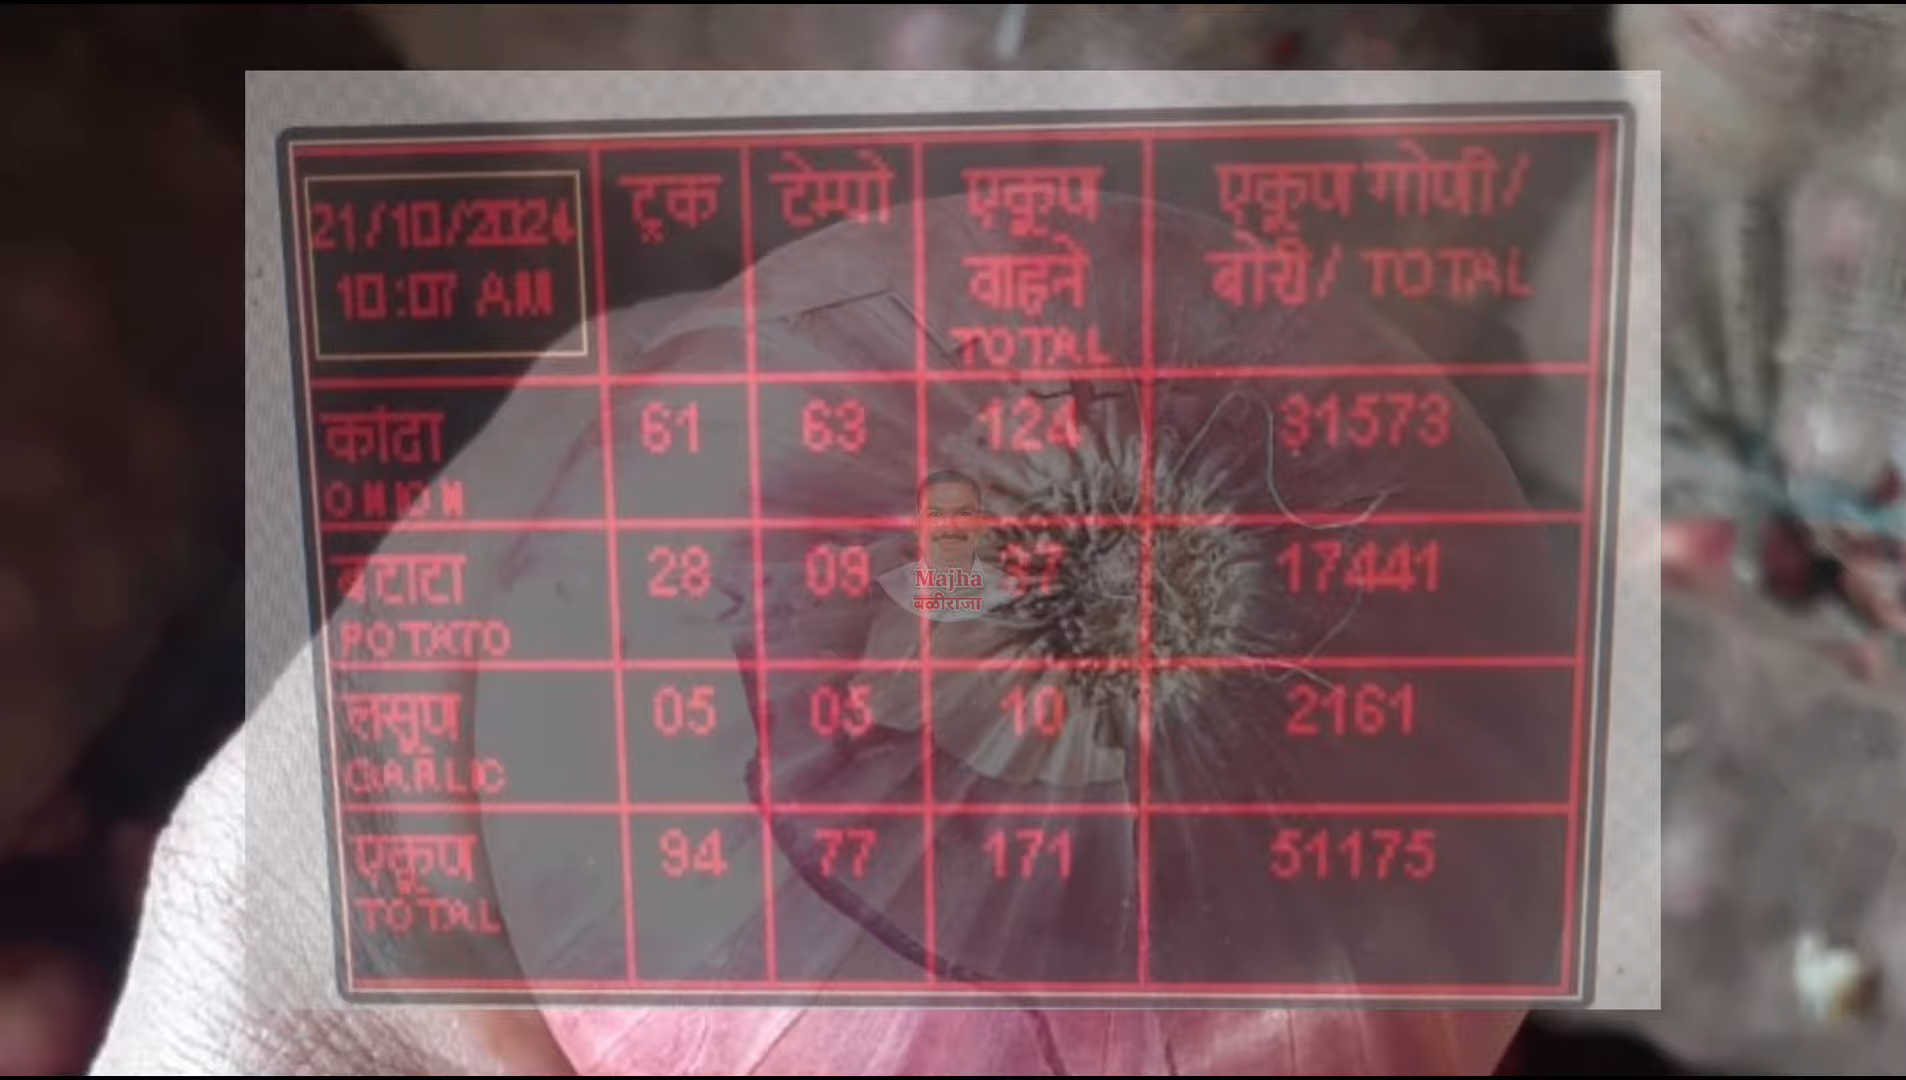 21/10/2024
10:07 AM
ट्रक
टेम्पो
एकूण
वाहने
TOTAL
एकूण गोणी/
बोरी/ TOTAL
कांदा
ONION
61
63
124
31573
बटाटा
POTATO
28
09
37
17441
लसूण
GARLIC
05
05
10
2161
एकूण
TOTAL
94
77
171
51175
Majha
बळीराजा